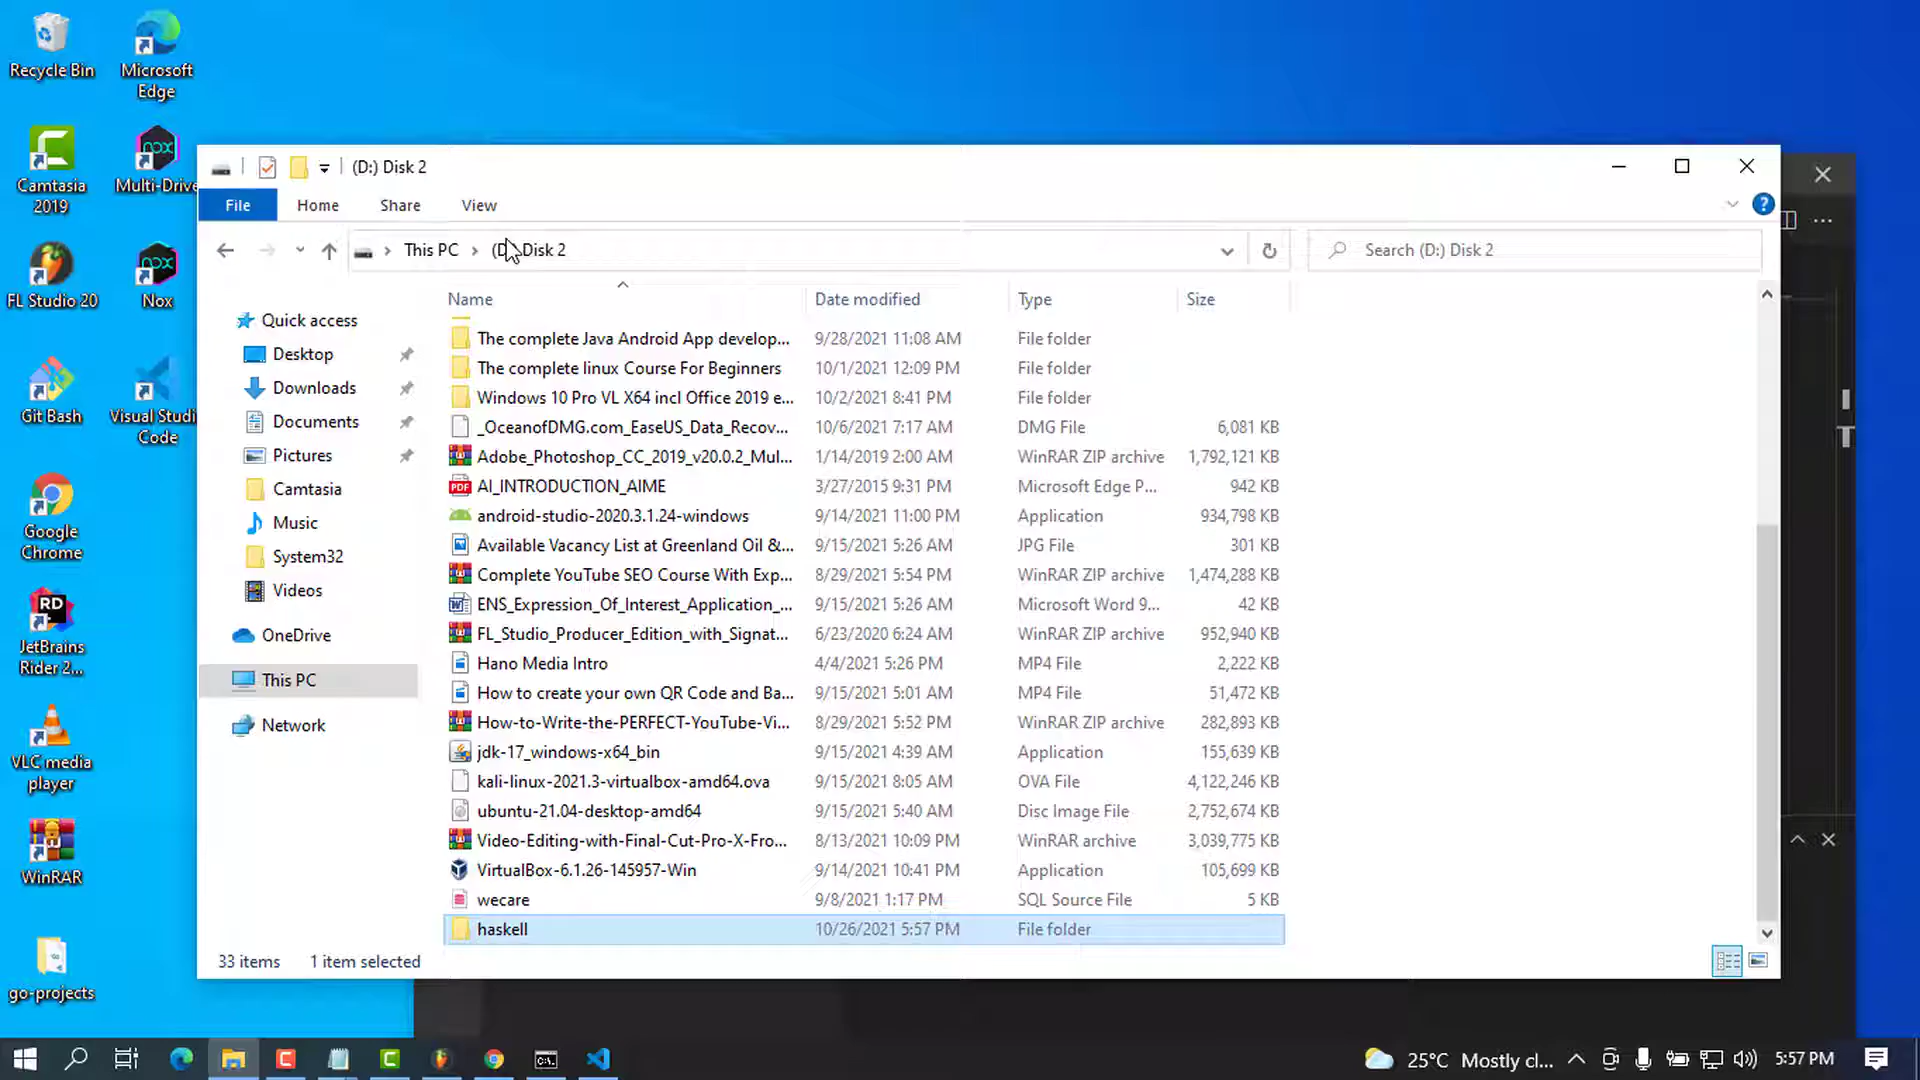 Recycle Bin
Microsoft Edge
Camtasia 2019
Multi-Drive
FL Studio 20
Nox
Git Bash
Visual Studi Code
Google Chrome
JetBrains Rider 2...
VLC media player
WinRAR
go-projects
(D:) Disk 2
File Home Share View
This PC (D:) Disk 2
Search (D:) Disk 2
Quick access
Desktop
Downloads
Documents
Pictures
Camtasia
Music
System32
Videos
OneDrive
This PC
Network
Name Date modified Type Size
The complete Java Android App develop... 9/28/2021 11:08 AM File folder
The complete linux Course For Beginners 10/1/2021 12:09 PM File folder
Windows 10 Pro VL X64 incl Office 2019 e... 10/2/2021 8:41 PM File folder
_OceanofDMG.com_EaseUS_Data_Recov... 10/6/2021 7:17 AM DMG File 6,081 KB
Adobe_Photoshop_CC_2019_v20.0.2_Mul... 1/14/2019 2:00 AM WinRAR ZIP archive 1,792,121 KB
AI_INTRODUCTION_AIME 3/27/2015 9:31 PM Microsoft Edge P... 942 KB
android-studio-2020.3.1.24-windows 9/14/2021 11:00 PM Application 934,798 KB
Available Vacancy List at Greenland Oil &... 9/15/2021 5:26 AM JPG File 301 KB
Complete YouTube SEO Course With Exp... 8/29/2021 5:54 PM WinRAR ZIP archive 1,474,288 KB
ENS_Expression_Of_Interest_Application_... 9/15/2021 5:26 AM Microsoft Word 9... 42 KB
FL_Studio_Producer_Edition_with_Signat... 6/23/2020 6:24 AM WinRAR ZIP archive 952,940 KB
Hano Media Intro 4/4/2021 5:26 PM MP4 File 2,222 KB
How to create your own QR Code and Ba... 9/15/2021 5:01 AM MP4 File 51,472 KB
How-to-Write-the-PERFECT-YouTube-Vi... 8/29/2021 5:52 PM WinRAR ZIP archive 282,893 KB
jdk-17_windows-x64_bin 9/15/2021 4:39 AM Application 155,639 KB
kali-linux-2021.3-virtualbox-amd64.ova 9/15/2021 8:05 AM OVA File 4,122,246 KB
ubuntu-21.04-desktop-amd64 9/15/2021 5:40 AM Disc Image File 2,752,674 KB
Video-Editing-with-Final-Cut-Pro-X-Fro... 8/13/2021 10:09 PM WinRAR archive 3,039,775 KB
VirtualBox-6.1.26-145957-Win 9/14/2021 10:41 PM Application 105,699 KB
wecare 9/8/2021 1:17 PM SQL Source File 5 KB
haskell 10/26/2021 5:57 PM File folder
33 items 1 item selected
25°C Mostly cl... 5:57 PM